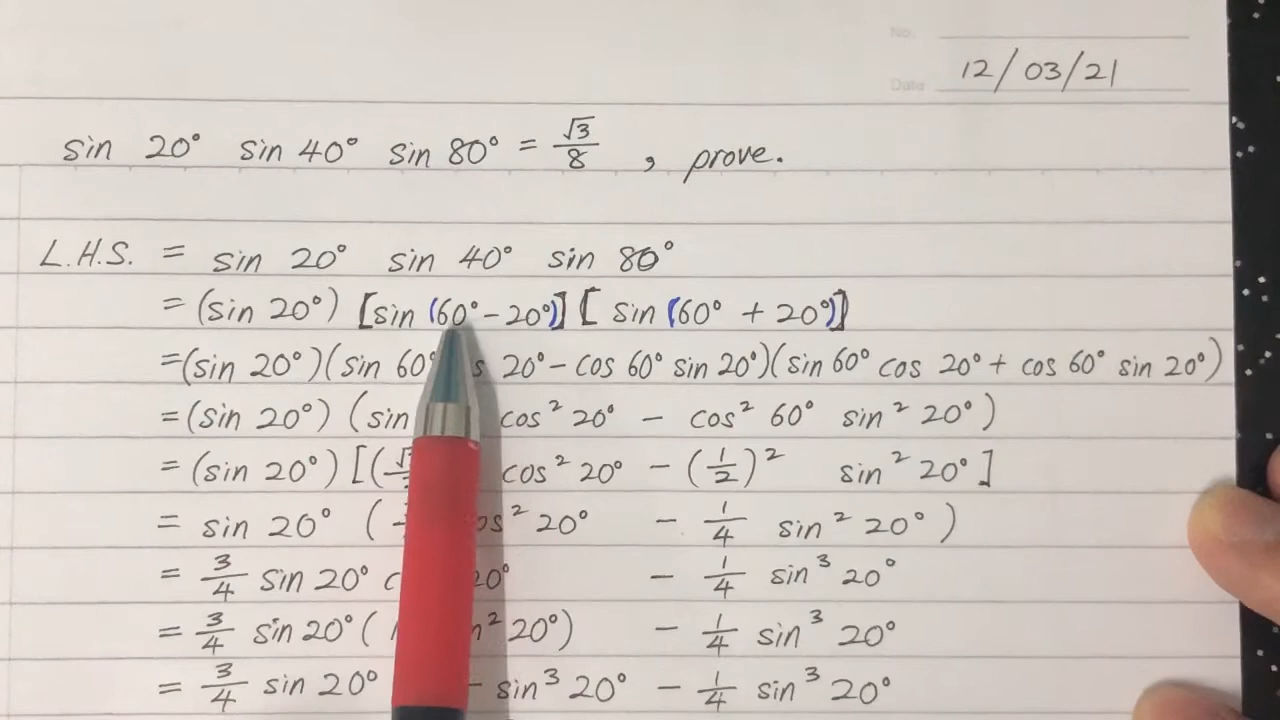 No.
Date 12/03/21
sin 20° sin 40° sin 80° = √3/8 , prove.
L.H.S. = sin 20° sin 40° sin 80°
= (sin 20°) [sin (60° - 20°)] [sin (60° + 20°)]
= (sin 20°)(sin 60° 20° - cos 60° sin 20°)(sin 60° cos 20° + cos 60° sin 20°)
= (sin 20°) (sin cos² 20° - cos² 60° sin² 20°)
= (sin 20°) [( cos² 20° - (1/2)² sin² 20°]
= sin 20° ( 20° - 1/4 sin² 20°)
= 3/4 sin 20° 20° - 1/4 sin³ 20°
= 3/4 sin 20° ( 20°) - 1/4 sin³ 20°
= 3/4 sin 20° - sin³ 20° - 1/4 sin³ 20°